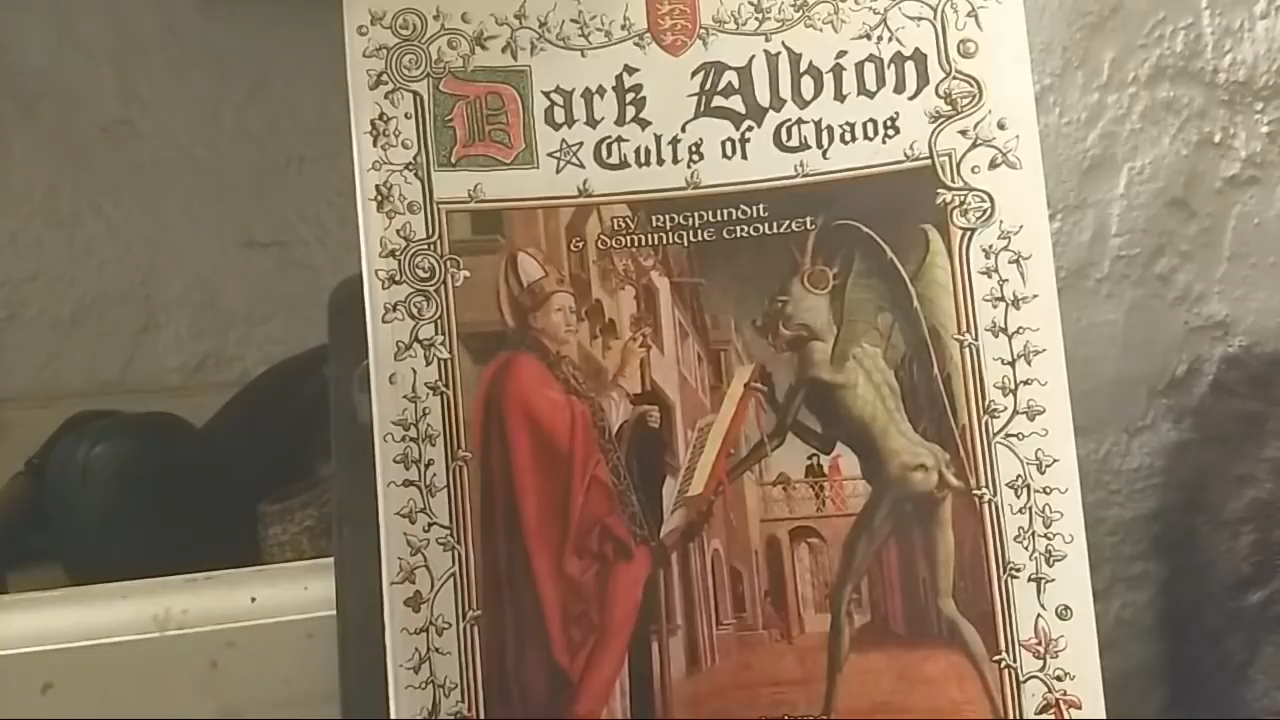 Dark Albion
Cults of Chaos
BY RPGPUNDIT
& DOMINIQUE CROUZET